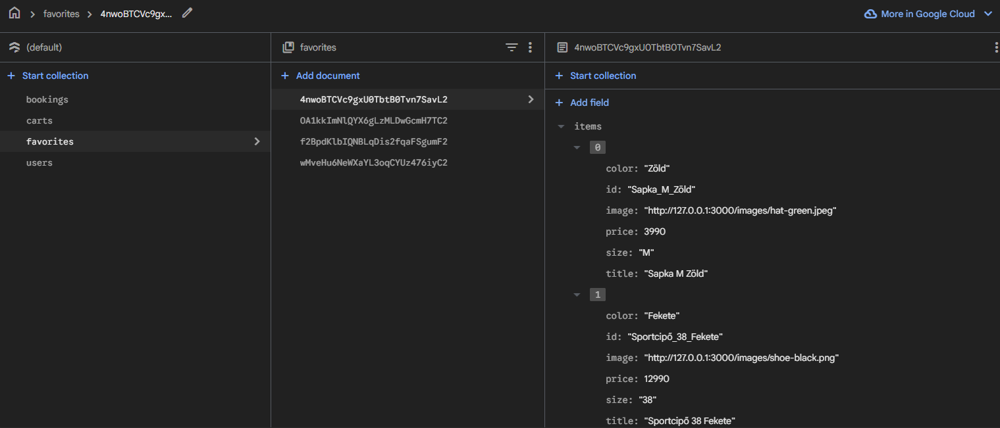 favorites 4nwoBTCVc9gx... More in Google Cloud
(default)
Start collection
bookings
carts
favorites
users
favorites
Add document
4nwoBTCVc9gxU0TbtB0Tvn7SavL2
OA1kkImNlQYX6gLzMLDwGcmH7TC2
f2BpdKlbIQNBLqDis2fqaFSgumF2
wMveHu6NeWXaYL3oqCYUz476iyC2
4nwoBTCVc9gxU0TbtB0Tvn7SavL2
Start collection
Add field
items
0
color: "Zöld"
id: "Sapka_M_Zöld"
image: "http://127.0.0.1:3000/images/hat-green.jpeg"
price: 3990
size: "M"
title: "Sapka M Zöld"
1
color: "Fekete"
id: "Sportcipő_38_Fekete"
image: "http://127.0.0.1:3000/images/shoe-black.png"
price: 12990
size: "38"
title: "Sportcipő 38 Fekete"